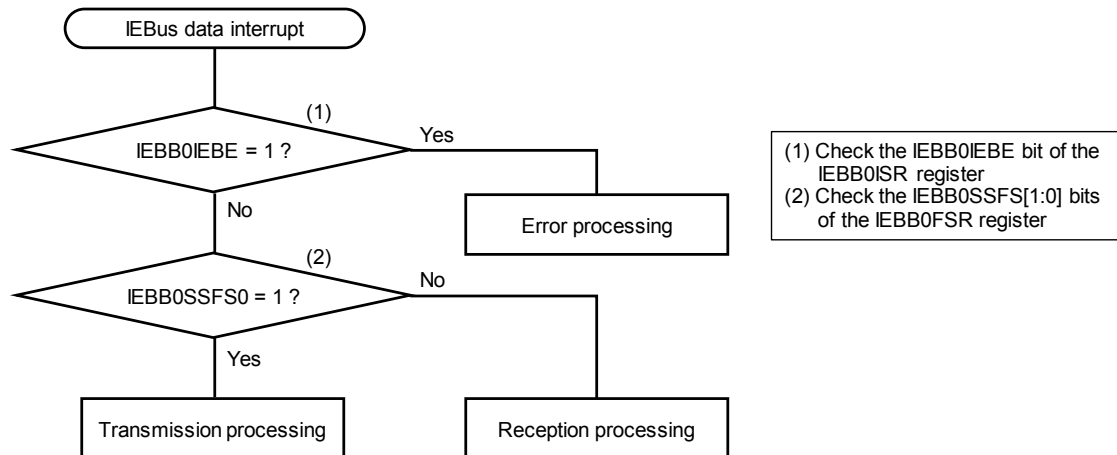 IEBus data interrupt
(1)
IEBB0IEBE = 1 ?
Yes
No
Error processing
(2)
IEBB0SSFS0 = 1 ?
No
Yes
Transmission processing
Reception processing
(1) Check the IEBB0IEBE bit of the
IEBB0ISR register
(2) Check the IEBB0SSFS[1:0] bits
of the IEBB0FSR register